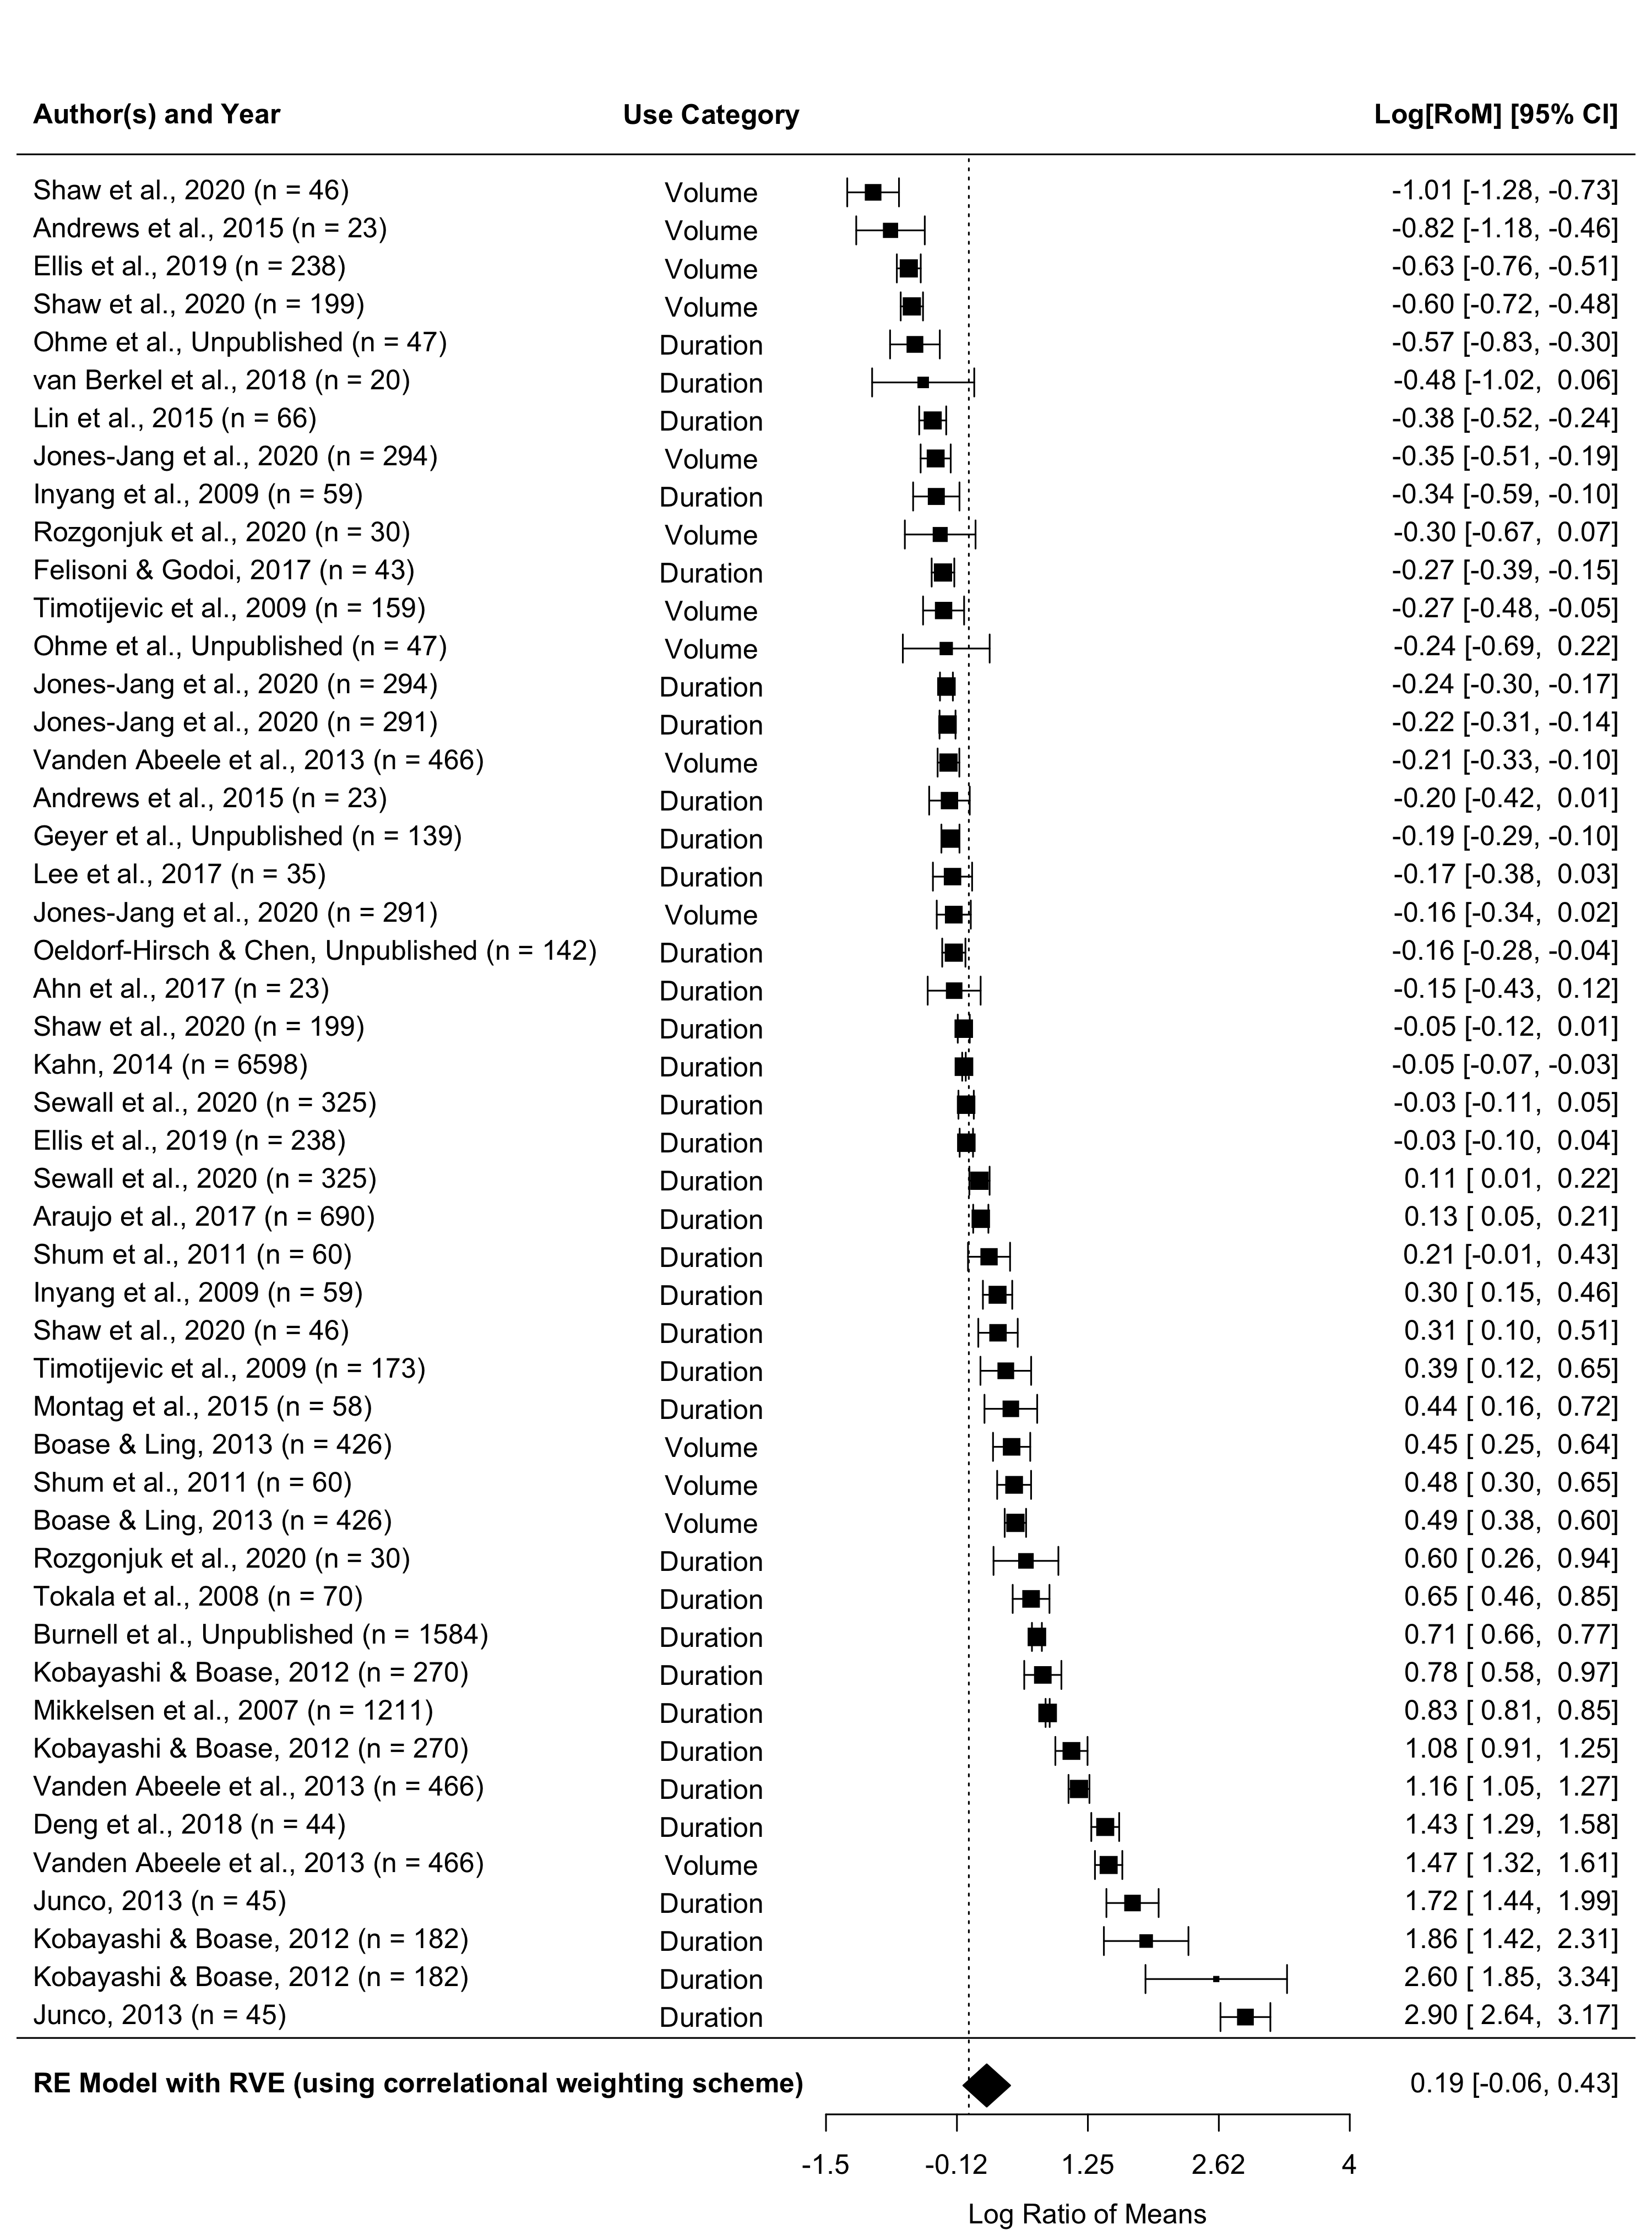 Author(s) and Year Use Category Log[RoM] [95% CI]
Shaw et al., 2020 (n = 46) Volume -1.01 [-1.28, -0.73]
Andrews et al., 2015 (n = 23) Volume -0.82 [-1.18, -0.46]
Ellis et al., 2019 (n = 238) Volume -0.63 [-0.76, -0.51]
Shaw et al., 2020 (n = 199) Volume -0.60 [-0.72, -0.48]
Ohme et al., Unpublished (n = 47) Duration -0.57 [-0.83, -0.30]
van Berkel et al., 2018 (n = 20) Duration -0.48 [-1.02, 0.06]
Lin et al., 2015 (n = 66) Duration -0.38 [-0.52, -0.24]
Jones-Jang et al., 2020 (n = 294) Volume -0.35 [-0.51, -0.19]
Inyang et al., 2009 (n = 59) Duration -0.34 [-0.59, -0.10]
Rozgonjuk et al., 2020 (n = 30) Volume -0.30 [-0.67, 0.07]
Felisoni & Godoi, 2017 (n = 43) Duration -0.27 [-0.39, -0.15]
Timotijevic et al., 2009 (n = 159) Volume -0.27 [-0.48, -0.05]
Ohme et al., Unpublished (n = 47) Volume -0.24 [-0.69, 0.22]
Jones-Jang et al., 2020 (n = 294) Duration -0.24 [-0.30, -0.17]
Jones-Jang et al., 2020 (n = 291) Duration -0.22 [-0.31, -0.14]
Vanden Abeele et al., 2013 (n = 466) Volume -0.21 [-0.33, -0.10]
Andrews et al., 2015 (n = 23) Duration -0.20 [-0.42, 0.01]
Geyer et al., Unpublished (n = 139) Duration -0.19 [-0.29, -0.10]
Lee et al., 2017 (n = 35) Duration -0.17 [-0.38, 0.03]
Jones-Jang et al., 2020 (n = 291) Volume -0.16 [-0.34, 0.02]
Oeldorf-Hirsch & Chen, Unpublished (n = 142) Duration -0.16 [-0.28, -0.04]
Ahn et al., 2017 (n = 23) Duration -0.15 [-0.43, 0.12]
Shaw et al., 2020 (n = 199) Duration -0.05 [-0.12, 0.01]
Kahn, 2014 (n = 6598) Duration -0.05 [-0.07, -0.03]
Sewall et al., 2020 (n = 325) Duration -0.03 [-0.11, 0.05]
Ellis et al., 2019 (n = 238) Duration -0.03 [-0.10, 0.04]
Sewall et al., 2020 (n = 325) Duration 0.11 [ 0.01, 0.22]
Araujo et al., 2017 (n = 690) Duration 0.13 [ 0.05, 0.21]
Shum et al., 2011 (n = 60) Duration 0.21 [-0.01, 0.43]
Inyang et al., 2009 (n = 59) Duration 0.30 [ 0.15, 0.46]
Shaw et al., 2020 (n = 46) Duration 0.31 [ 0.10, 0.51]
Timotijevic et al., 2009 (n = 173) Duration 0.39 [ 0.12, 0.65]
Montag et al., 2015 (n = 58) Duration 0.44 [ 0.16, 0.72]
Boase & Ling, 2013 (n = 426) Volume 0.45 [ 0.25, 0.64]
Shum et al., 2011 (n = 60) Volume 0.48 [ 0.30, 0.65]
Boase & Ling, 2013 (n = 426) Volume 0.49 [ 0.38, 0.60]
Rozgonjuk et al., 2020 (n = 30) Duration 0.60 [ 0.26, 0.94]
Tokala et al., 2008 (n = 70) Duration 0.65 [ 0.46, 0.85]
Burnell et al., Unpublished (n = 1584) Duration 0.71 [ 0.66, 0.77]
Kobayashi & Boase, 2012 (n = 270) Duration 0.78 [ 0.58, 0.97]
Mikkelsen et al., 2007 (n = 1211) Duration 0.83 [ 0.81, 0.85]
Kobayashi & Boase, 2012 (n = 270) Duration 1.08 [ 0.91, 1.25]
Vanden Abeele et al., 2013 (n = 466) Duration 1.16 [ 1.05, 1.27]
Deng et al., 2018 (n = 44) Duration 1.43 [ 1.29, 1.58]
Vanden Abeele et al., 2013 (n = 466) Volume 1.47 [ 1.32, 1.61]
Junco, 2013 (n = 45) Duration 1.72 [ 1.44, 1.99]
Kobayashi & Boase, 2012 (n = 182) Duration 1.86 [ 1.42, 2.31]
Kobayashi & Boase, 2012 (n = 182) Duration 2.60 [ 1.85, 3.34]
Junco, 2013 (n = 45) Duration 2.90 [ 2.64, 3.17]
RE Model with RVE (using correlational weighting scheme) 0.19 [-0.06, 0.43]
-1.5 -0.12 1.25 2.62 4
Log Ratio of Means